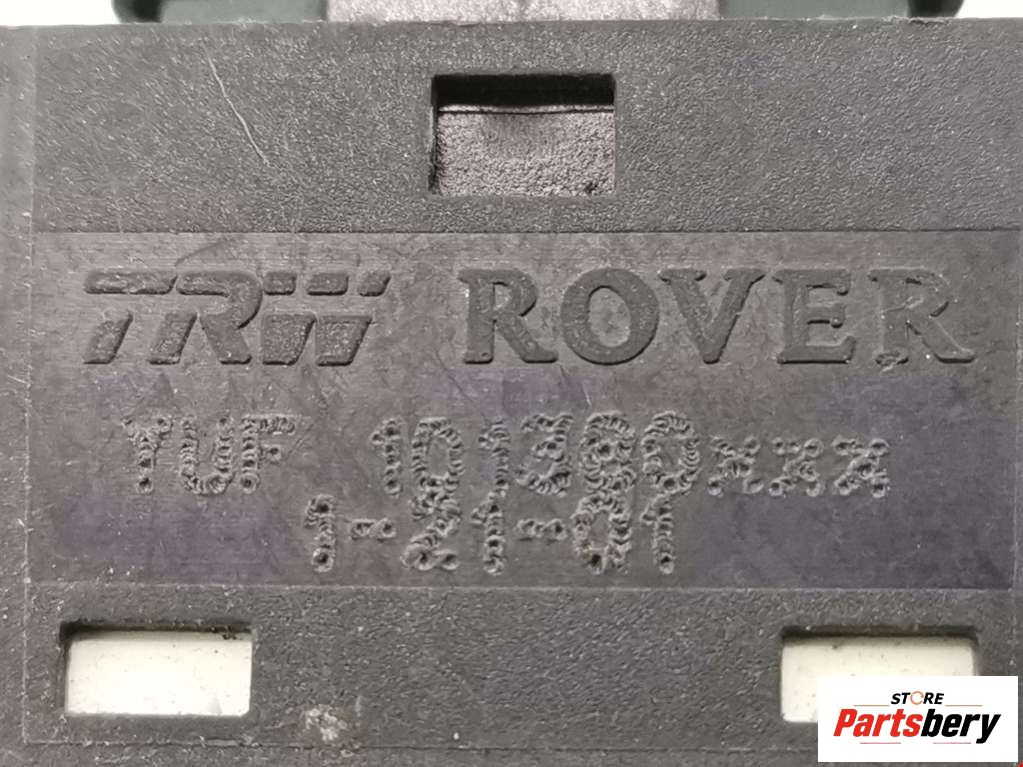 TRW ROVER
YUF 101380xxx
1-21-01
STORE
Partsbery